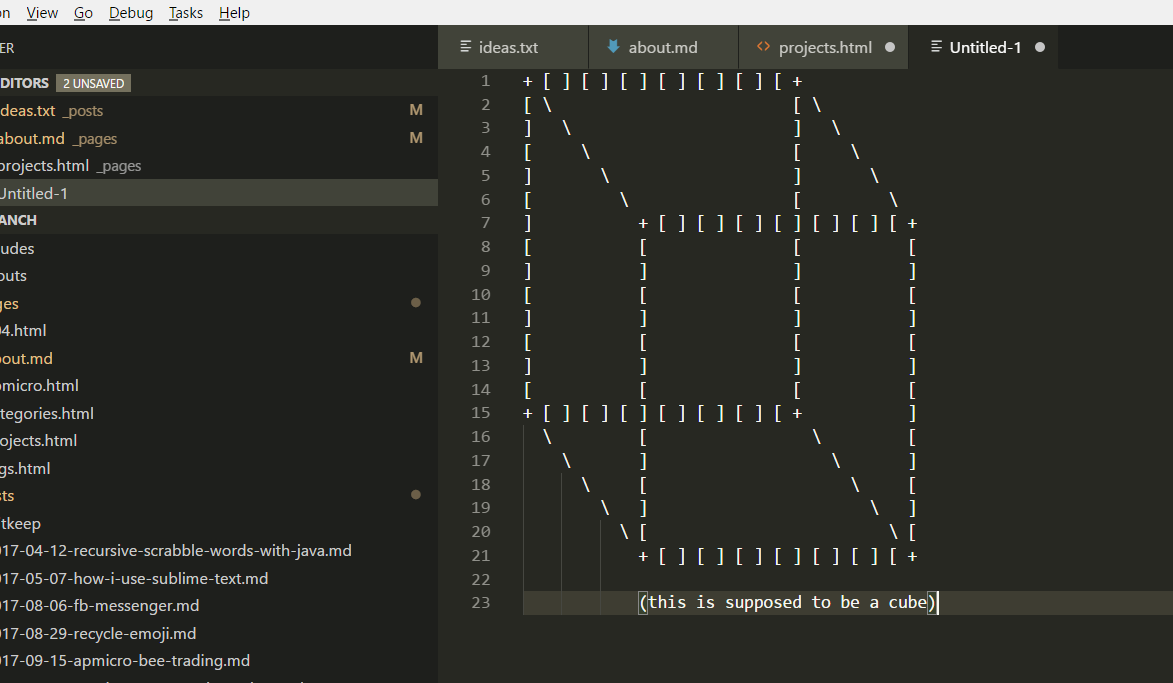 on View Go Debug Tasks Help
ER
ideas.txt about.md <> projects.html Untitled-1
DITORS 2 UNSAVED
deas.txt _posts M
about.md _pages M
projects.html _pages
Untitled-1
ANCH
udes
outs
ges
04.html
bout.md M
pmicro.html
tegories.html
ojects.html
gs.html
sts
tkeep
017-04-12-recursive-scrabble-words-with-java.md
017-05-07-how-i-use-sublime-text.md
017-08-06-fb-messenger.md
017-08-29-recycle-emoji.md
017-09-15-apmicro-bee-trading.md
1 + [ ] [ ] [ ] [ ] [ ] [ ] [ +
2 [ \                         [ \
3 ]   \                       ]   \
4 [     \                     [     \
5 ]       \                   ]       \
6 [         \                 [         \
7 ]           + [ ] [ ] [ ] [ ] [ ] [ ] [ +
8 [           [               [           [
9 ]           ]               ]           ]
10 [           [               [           [
11 ]           ]               ]           ]
12 [           [               [           [
13 ]           ]               ]           ]
14 [           [               [           [
15 + [ ] [ ] [ ] [ ] [ ] [ ] [ +           ]
16   \         [                 \         [
17     \       ]                   \       ]
18       \     [                     \     [
19         \   ]                       \   ]
20           \ [                         \ [
21             + [ ] [ ] [ ] [ ] [ ] [ ] [ +
22
23             (this is supposed to be a cube)